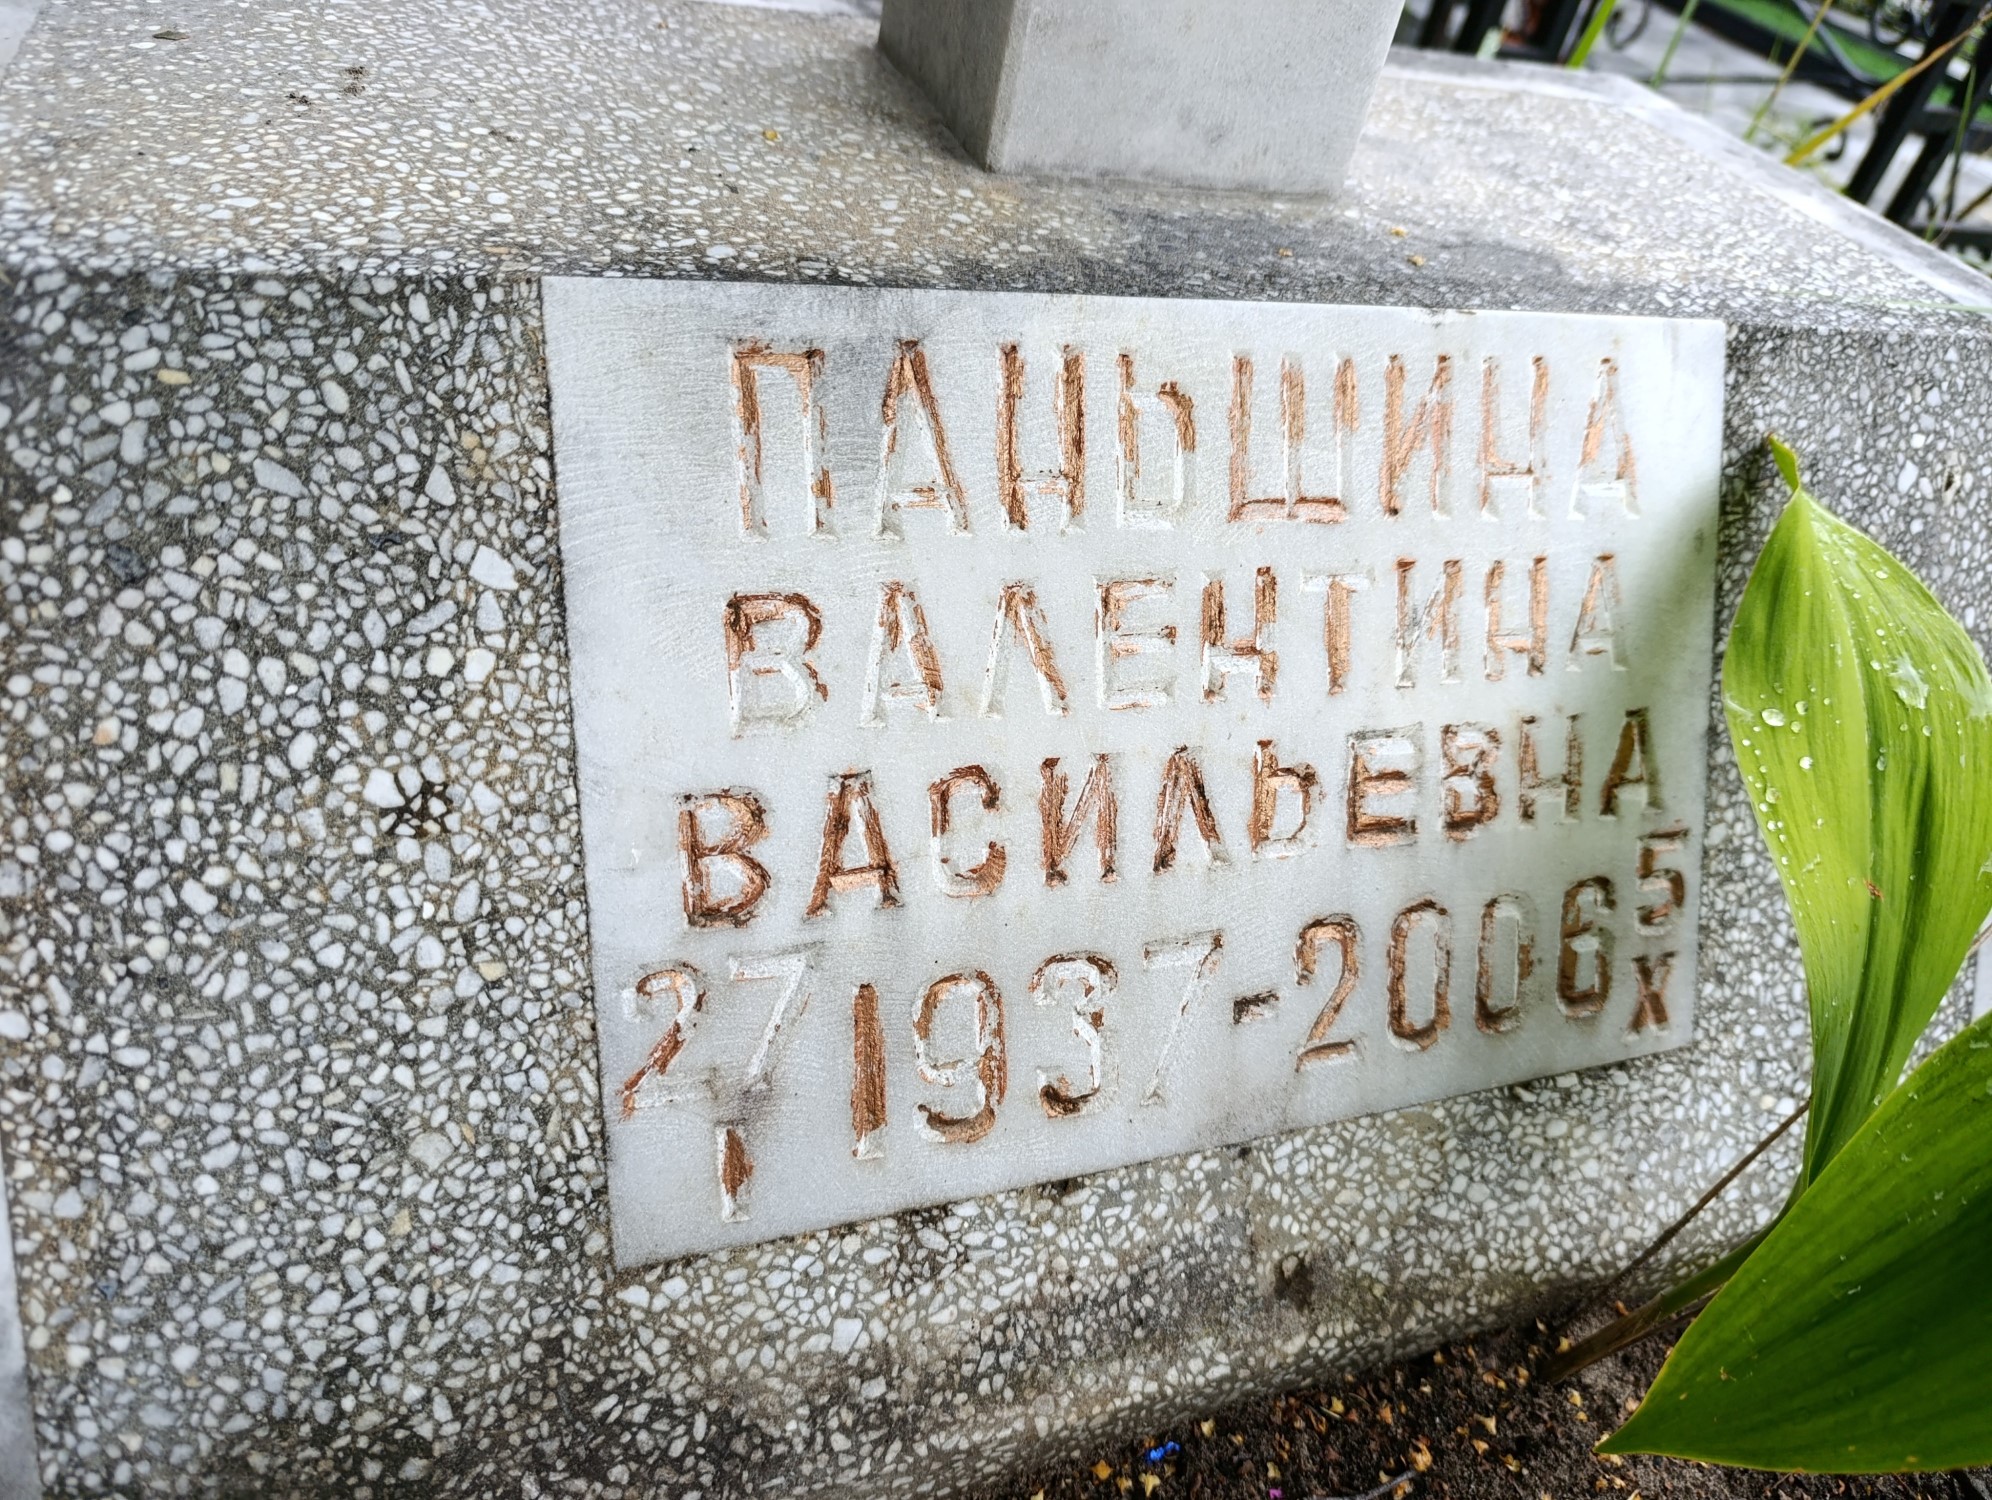 ПАНЬШИНА
ВАЛЕНТИНА
ВАСИЛЬЕВНА
27 I 1937-2006 5 X